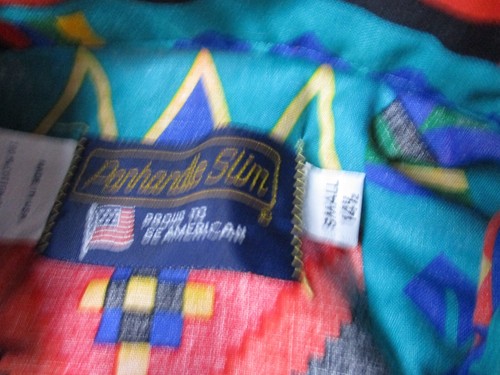 Panhandle Slim
PROUD TO
BE AMERICAN
SMALL
14½